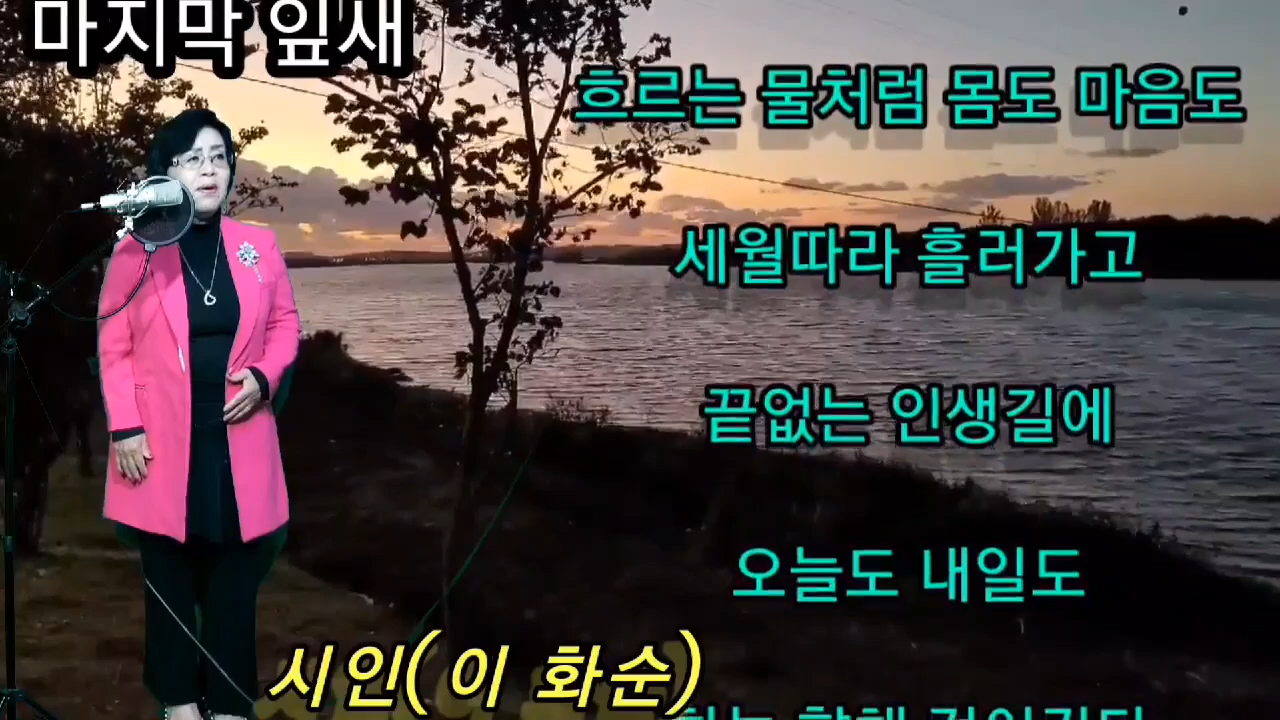 마지막 잎새
흐르는 물처럼 몸도 마음도
세월따라 흘러가고
끝없는 인생길에
오늘도 내일도
시인(이 화순)